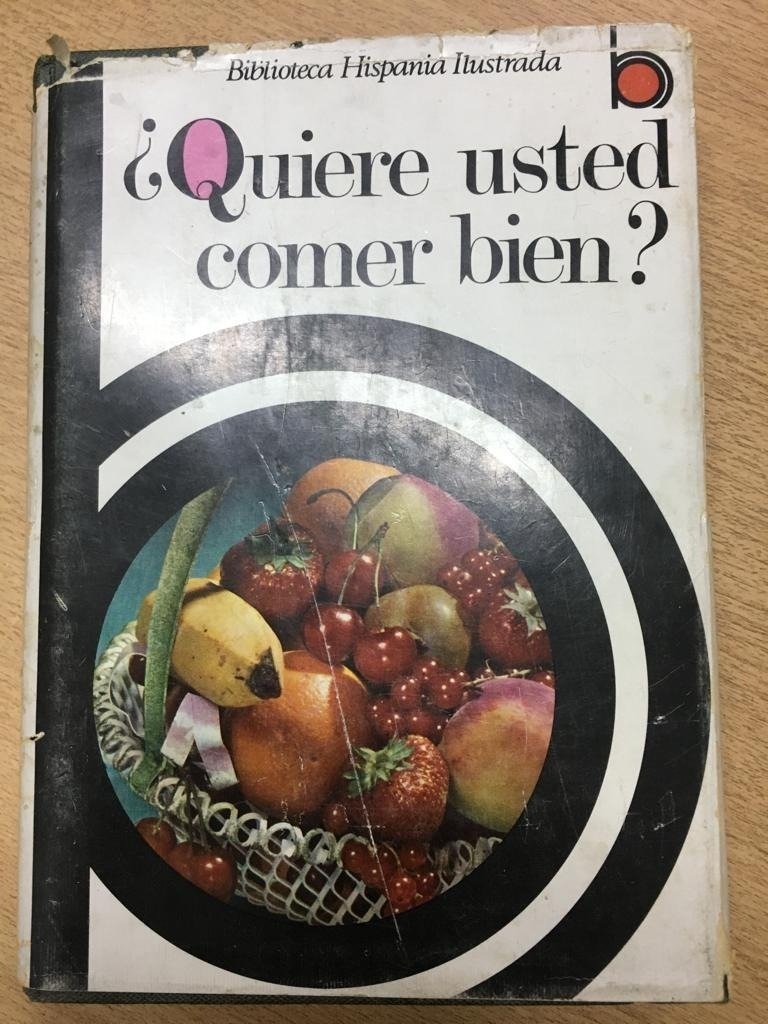 Biblioteca Hispania Ilustrada
¿Quiere usted
comer bien?